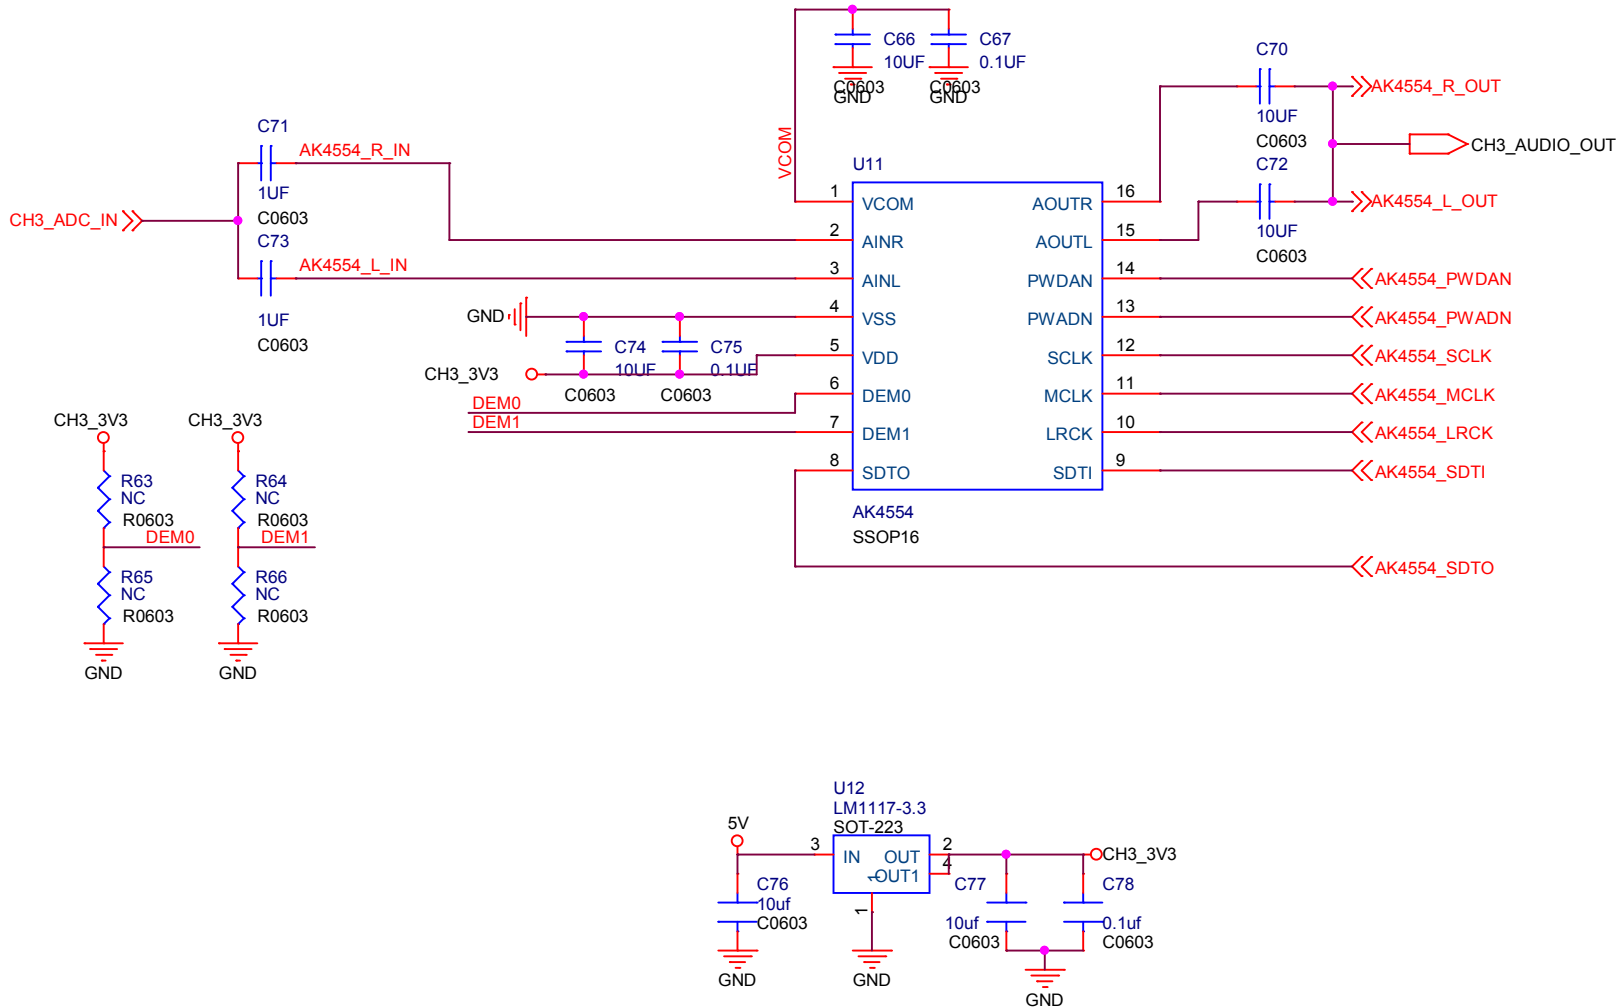 C66
10UF
C0603
GND
C67
0.1UF
C0603
GND
VCOM
C70
10UF
C0603
AK4554_R_OUT
CH3_AUDIO_OUT
C72
10UF
C0603
AK4554_L_OUT
C71
1UF
C0603
AK4554_R_IN
CH3_ADC_IN
C73
1UF
C0603
AK4554_L_IN
U11
1
VCOM
2
AINR
3
AINL
4
VSS
5
VDD
6
DEM0
7
DEM1
8
SDTO
AOUTR
16
AOUTL
15
PWDAN
14
PWADN
13
SCLK
12
MCLK
11
LRCK
10
SDTI
9
AK4554
SSOP16
AK4554_PWDAN
AK4554_PWADN
AK4554_SCLK
AK4554_MCLK
AK4554_LRCK
AK4554_SDTI
AK4554_SDTO
GND
C74
10UF
C0603
C75
0.1UF
C0603
CH3_3V3
DEM0
DEM1
CH3_3V3
R63
NC
R0603
DEM0
R65
NC
R0603
GND
CH3_3V3
R64
NC
R0603
DEM1
R66
NC
R0603
GND
U12
LM1117-3.3
SOT-223
5V
3
IN
OUT
2
OUT1
4
1
1
C76
10uf
C0603
GND
GND
CH3_3V3
C77
10uf
C0603
C78
0.1uf
C0603
GND